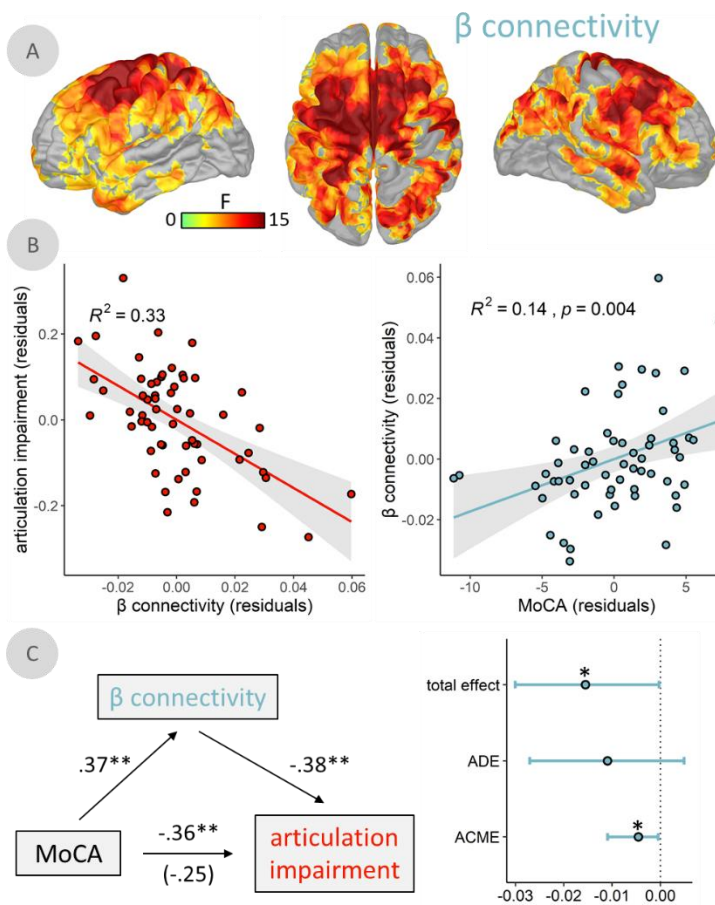 β connectivity
A
F
0 15
B
articulation impairment (residuals)
0.2
0.0
-0.2
R² = 0.33
-0.02 0.00 0.02 0.04 0.06
β connectivity (residuals)
β connectivity (residuals)
0.06
0.04
0.02
0.00
-0.02
R² = 0.14 , p = 0.004
-10 -5 0 5
MoCA (residuals)
C
β connectivity
.37** -.38**
MoCA
-.36**
(-.25)
articulation
impairment
total effect
*
ADE
ACME
*
-0.03 -0.02 -0.01 0.00